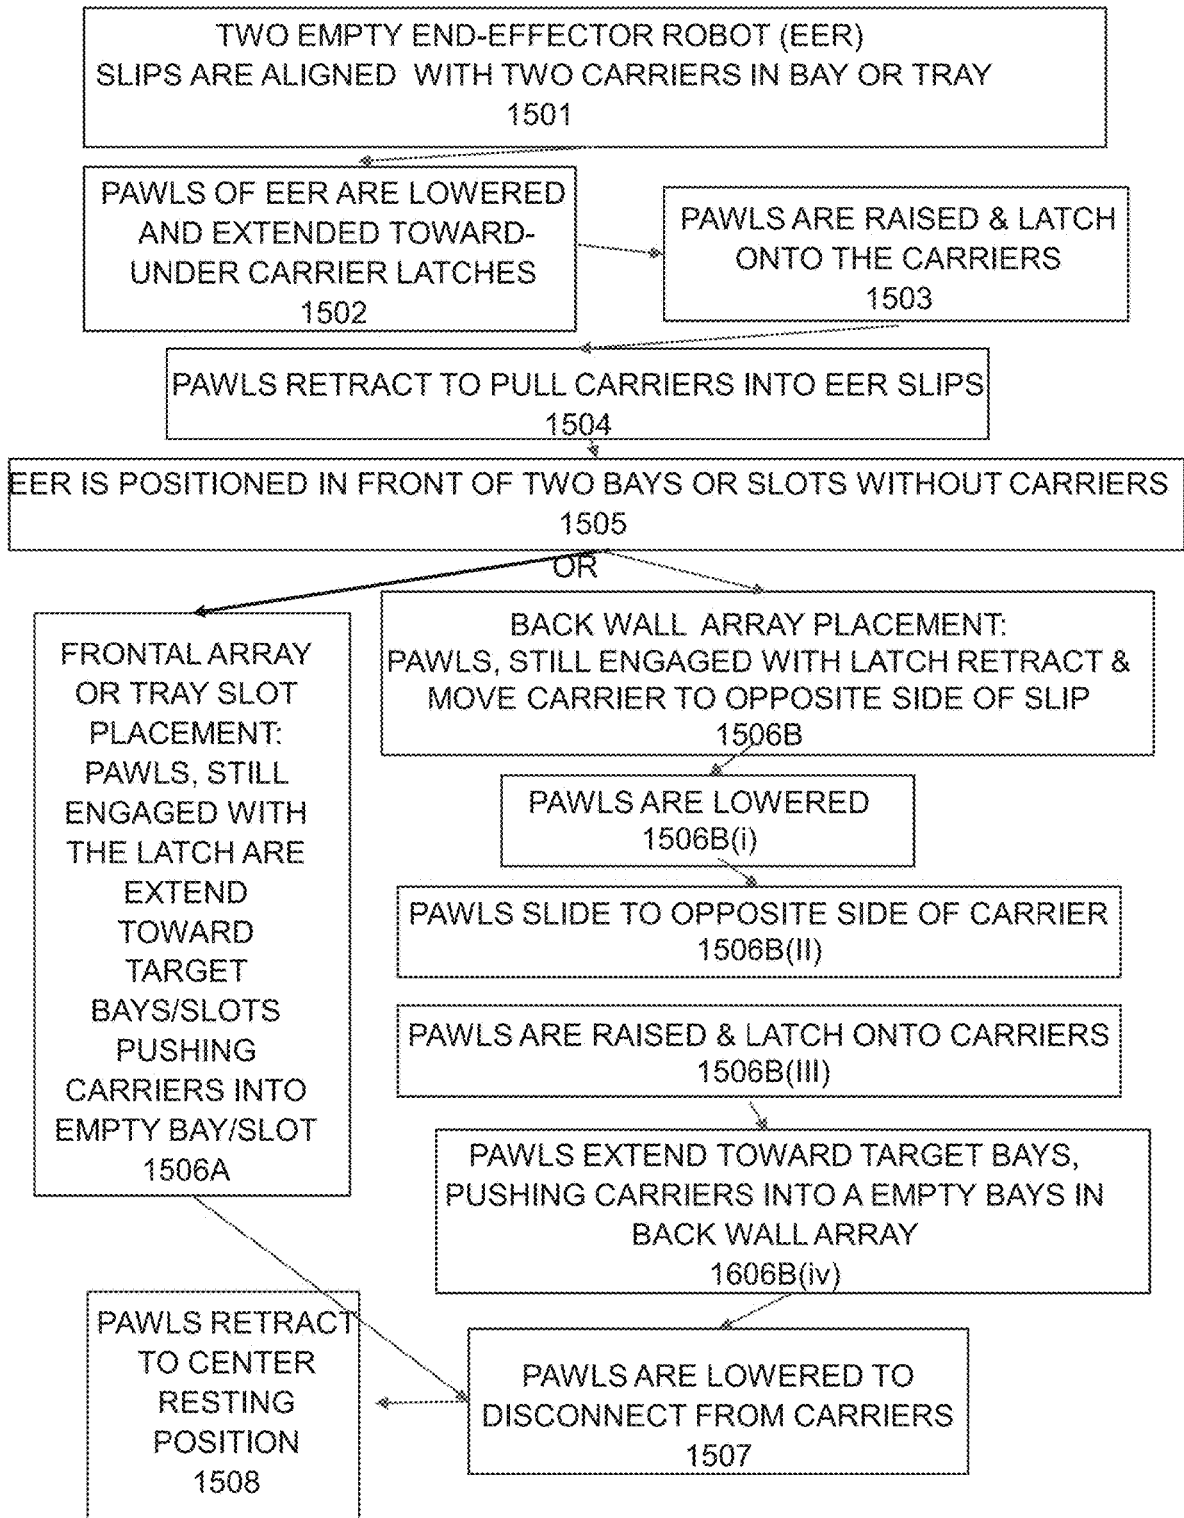 TWO EMPTY END-EFFECTOR ROBOT (EER)
SLIPS ARE ALIGNED WITH TWO CARRIERS IN BAY OR TRAY
1501
PAWLS OF EER ARE LOWERED
AND EXTENDED TOWARD-
UNDER CARRIER LATCHES
1502
PAWLS ARE RAISED & LATCH
ONTO THE CARRIERS
1503
PAWLS RETRACT TO PULL CARRIERS INTO EER SLIPS
1504
EER IS POSITIONED IN FRONT OF TWO BAYS OR SLOTS WITHOUT CARRIERS
1505
OR
FRONTAL ARRAY
OR TRAY SLOT
PLACEMENT:
PAWLS, STILL
ENGAGED WITH
THE LATCH ARE
EXTEND
TOWARD
TARGET
BAYS/SLOTS
PUSHING
CARRIERS INTO
EMPTY BAY/SLOT
1506A
BACK WALL ARRAY PLACEMENT:
PAWLS, STILL ENGAGED WITH LATCH RETRACT &
MOVE CARRIER TO OPPOSITE SIDE OF SLIP
1506B
PAWLS ARE LOWERED
1506B(i)
PAWLS SLIDE TO OPPOSITE SIDE OF CARRIER
1506B(II)
PAWLS ARE RAISED & LATCH ONTO CARRIERS
1506B(III)
PAWLS EXTEND TOWARD TARGET BAYS,
PUSHING CARRIERS INTO A EMPTY BAYS IN
BACK WALL ARRAY
1606B(iv)
PAWLS ARE LOWERED TO
DISCONNECT FROM CARRIERS
1507
PAWLS RETRACT
TO CENTER
RESTING
POSITION
1508